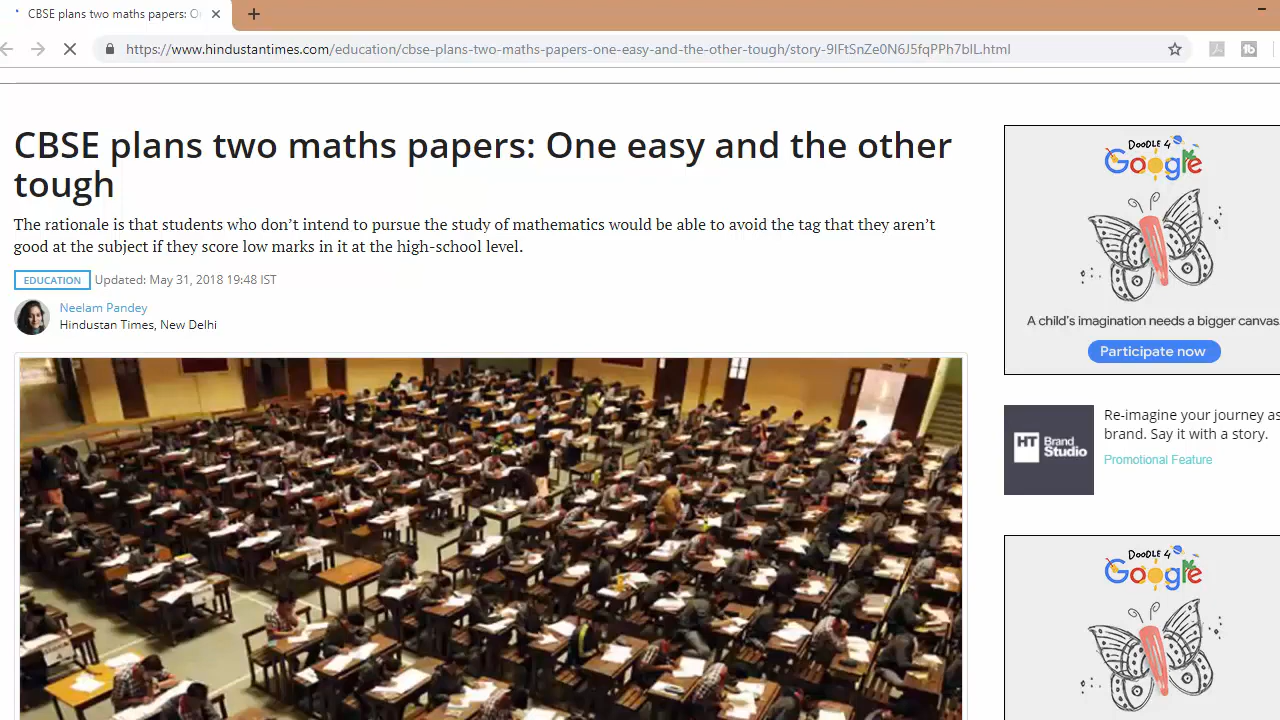 CBSE plans two maths papers: O
https://www.hindustantimes.com/education/cbse-plans-two-maths-papers-one-easy-and-the-other-tough/story-9lFtSnZe0N6J5fqPPh7blL.html
CBSE plans two maths papers: One easy and the other
tough
The rationale is that students who don’t intend to pursue the study of mathematics would be able to avoid the tag that they aren’t
good at the subject if they score low marks in it at the high-school level.
EDUCATION Updated: May 31, 2018 19:48 IST
Neelam Pandey
Hindustan Times, New Delhi
DOODLE 4
Google
A child's imagination needs a bigger canvas.
Participate now
HT Brand
Studio
Re-imagine your journey as
brand. Say it with a story.
Promotional Feature
DOODLE 4
Google